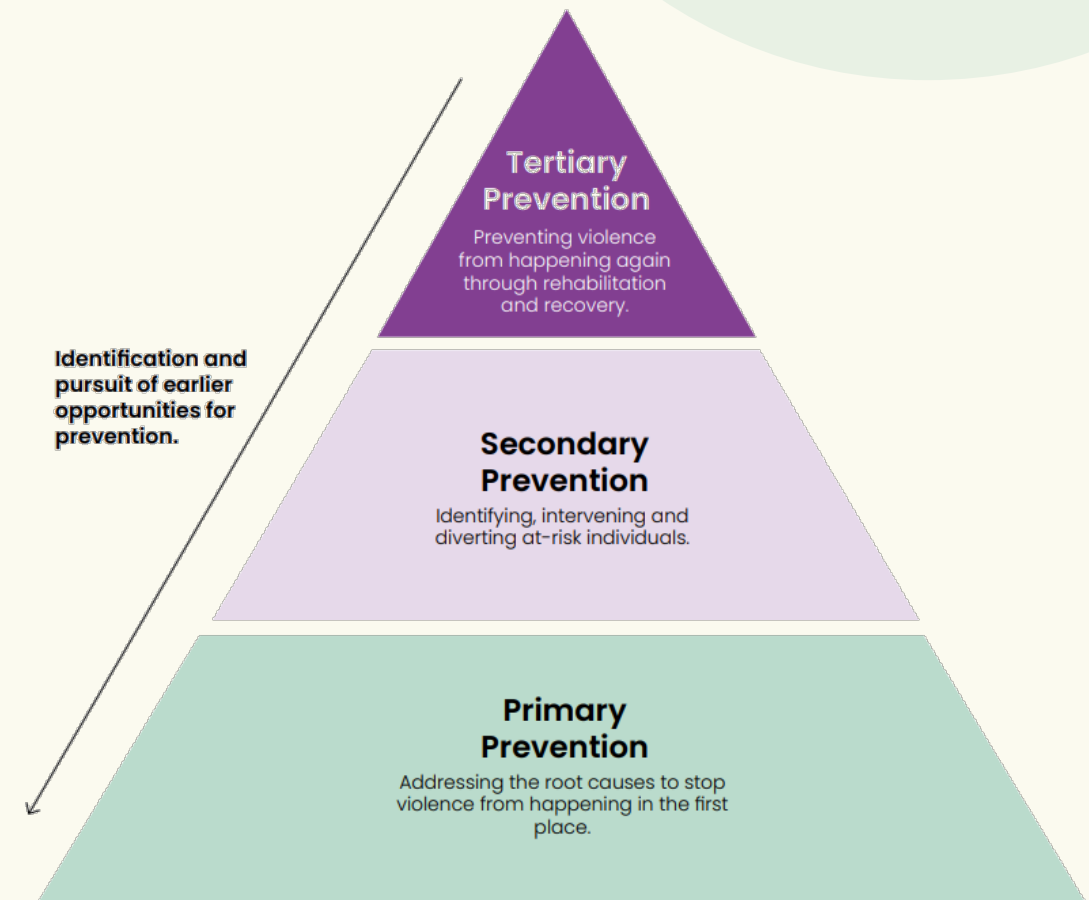 Tertiary
Prevention
Preventing violence
from happening again
through rehabilitation
and recovery.
Identification and
pursuit of earlier
opportunities for
prevention.
Secondary
Prevention
Identifying, intervening and
diverting at-risk individuals.
Primary
Prevention
Addressing the root causes to stop
violence from happening in the first
place.